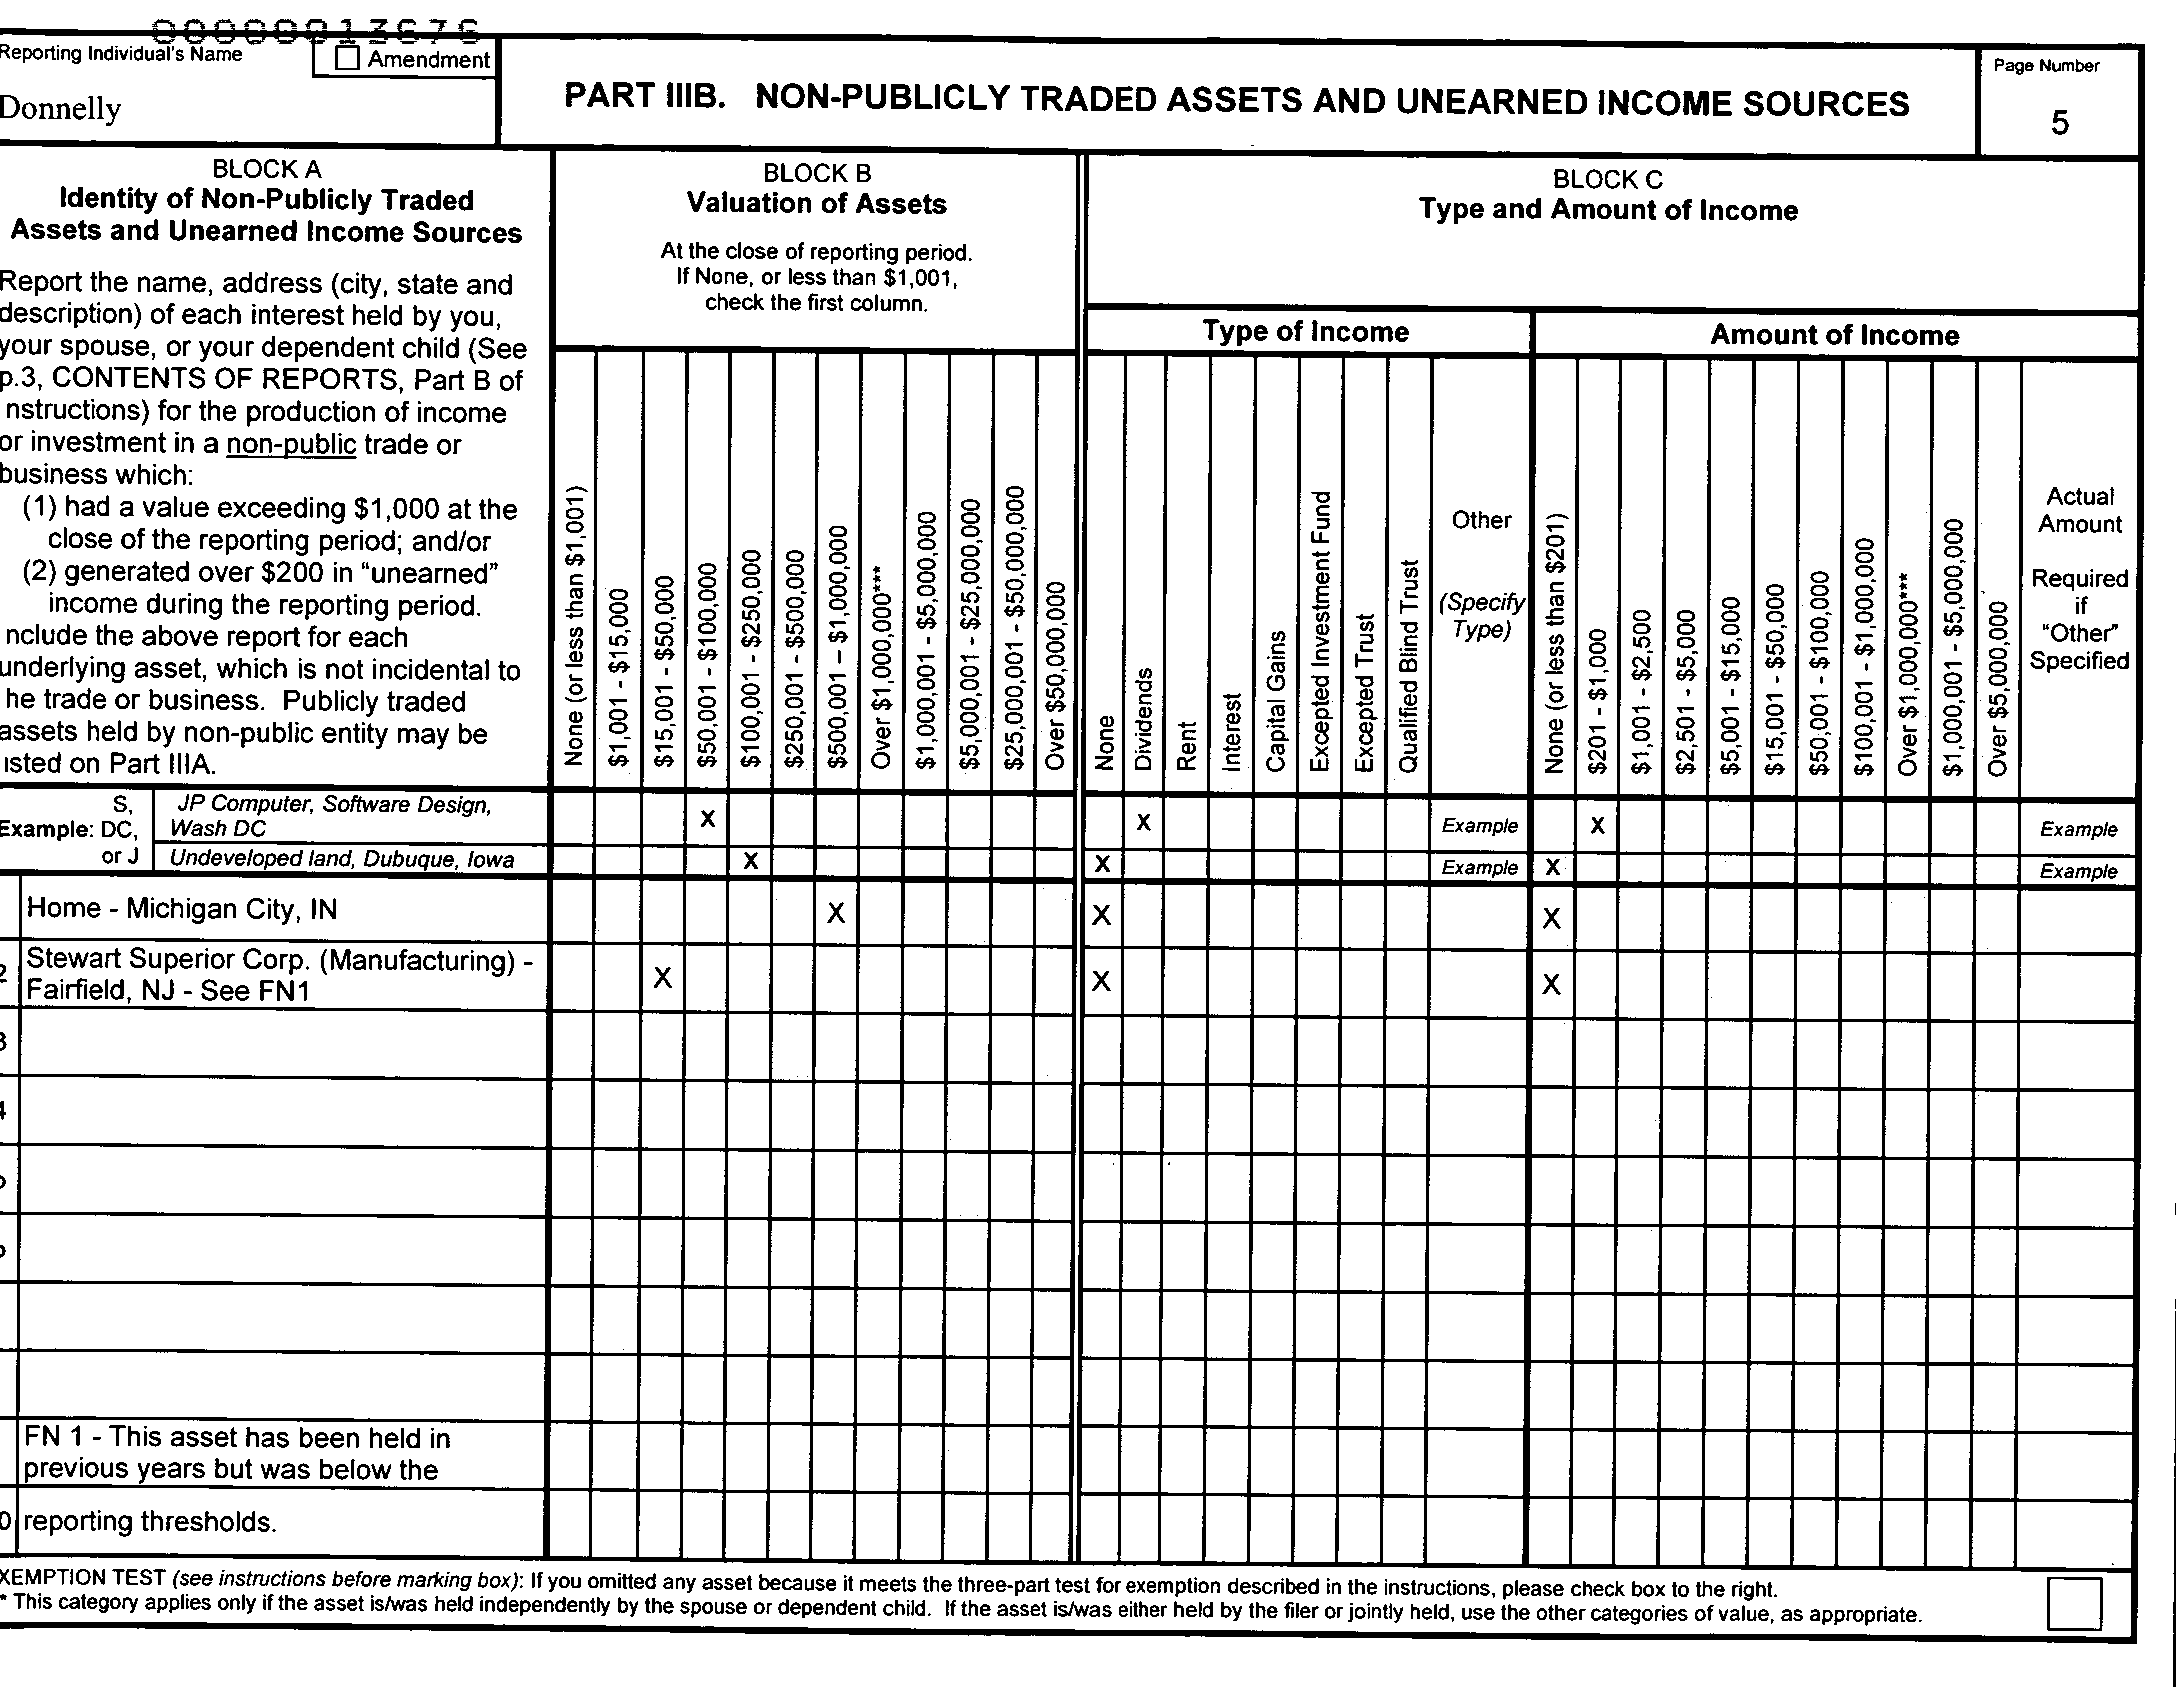 00000013676
Reporting Individual's Name
Amendment
Donnelly
PART IIIB. NON-PUBLICLY TRADED ASSETS AND UNEARNED INCOME SOURCES
Page Number
5
BLOCK A
Identity of Non-Publicly Traded
Assets and Unearned Income Sources
Report the name, address (city, state and
description) of each interest held by you,
your spouse, or your dependent child (See
p.3, CONTENTS OF REPORTS, Part B of
nstructions) for the production of income
or investment in a non-public trade or
business which:
(1) had a value exceeding $1,000 at the
close of the reporting period; and/or
(2) generated over $200 in "unearned"
income during the reporting period.
nclude the above report for each
underlying asset, which is not incidental to
he trade or business. Publicly traded
assets held by non-public entity may be
isted on Part IIIA.
BLOCK B
Valuation of Assets
At the close of reporting period.
If None, or less than $1,001,
check the first column.
None (or less than $1,001)
$1,001 - $15,000
$15,001 - $50,000
$50,001 - $100,000
$100,001 - $250,000
$250,001 - $500,000
$500,001 – $1,000,000
Over $1,000,000***
$1,000,001 - $5,000,000
$5,000,001 - $25,000,000
$25,000,001 - $50,000,000
Over $50,000,000
BLOCK C
Type and Amount of Income
Type of Income
None
Dividends
Rent
Interest
Capital Gains
Excepted Investment Fund
Excepted Trust
Qualified Blind Trust
Other
(Specify
Type)
Amount of Income
None (or less than $201)
$201 - $1,000
$1,001 - $2,500
$2,501 - $5,000
$5,001 - $15,000
$15,001 - $50,000
$50,001 - $100,000
$100,001 - $1,000,000
Over $1,000,000***
$1,000,001 - $5,000,000
Over $5,000,000
Actual
Amount
Required
if
"Other"
Specified
S,
Example: DC,
or J
JP Computer, Software Design,
Wash DC
X X Example X Example
Undeveloped land, Dubuque, Iowa X X Example X Example
Home - Michigan City, IN X X X
2 Stewart Superior Corp. (Manufacturing) -
Fairfield, NJ - See FN1 X X X
3
4
FN 1 - This asset has been held in
previous years but was below the
0 reporting thresholds.
XEMPTION TEST (see instructions before marking box): If you omitted any asset because it meets the three-part test for exemption described in the instructions, please check box to the right.
* This category applies only if the asset is/was held independently by the spouse or dependent child. If the asset is/was either held by the filer or jointly held, use the other categories of value, as appropriate.